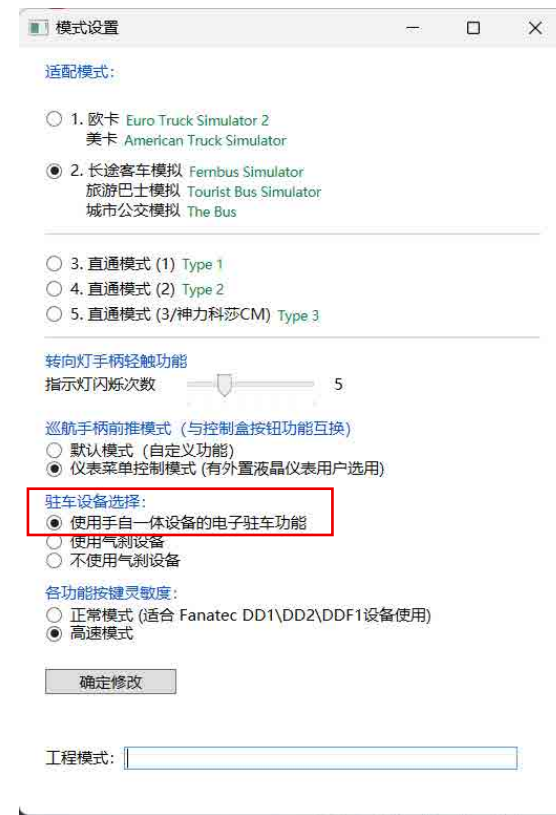 模式设置
适配模式：
1. 欧卡 Euro Truck Simulator 2
美卡 American Truck Simulator
2. 长途客车模拟 Fernbus Simulator
旅游巴士模拟 Tourist Bus Simulator
城市公交模拟 The Bus
3. 直通模式 (1) Type 1
4. 直通模式 (2) Type 2
5. 直通模式 (3/神力科莎CM) Type 3
转向灯手柄轻触功能
指示灯闪烁次数 5
巡航手柄前推模式（与控制盒按钮功能互换）
默认模式（自定义功能）
仪表菜单控制模式 (有外置液晶仪表用户选用)
驻车设备选择：
使用手自一体设备的电子驻车功能
使用气刹设备
不使用气刹设备
各功能按键灵敏度：
正常模式 (适合 Fanatec DD1\DD2\DDF1设备使用)
高速模式
确定修改
工程模式：